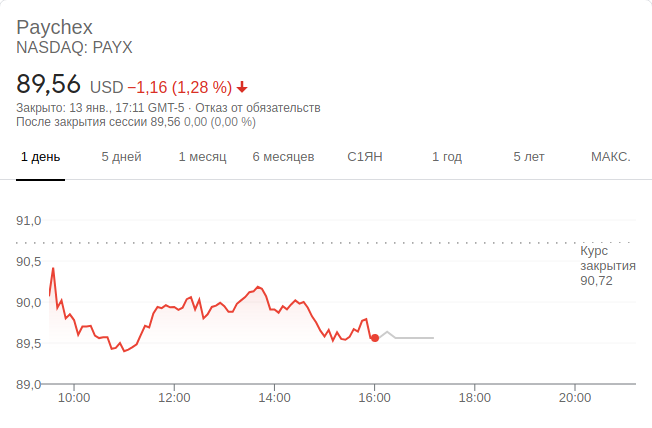 Paychex
NASDAQ: PAYX
89,56 USD −1,16 (1,28 %)
Закрыто: 13 янв., 17:11 GMT-5 · Отказ от обязательств
После закрытия сессии 89,56 0,00 (0,00 %)
1 день 5 дней 1 месяц 6 месяцев С1ЯН 1 год 5 лет МАКС.
91,0
Курс
закрытия
90,72
90,5
90,0
89,5
89,0
10:00 12:00 14:00 16:00 18:00 20:00